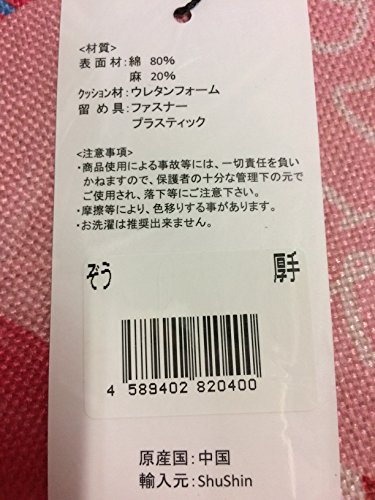 <材質>
表面材:綿 80%
麻 20%
クッション材:ウレタンフォーム
留め具:ファスナー
プラスティック
<注意事項>
・商品使用による事故等には、一切責任を負い
かねますので、保護者の十分な管理下の元で
ご使用され、落下等にご注意下さい。
・摩擦等により、色移りする事があります。
・お洗濯は推奨出来ません。
ぞう 厚手
4 589402 820400
原産国:中国
輸入元:ShuShin